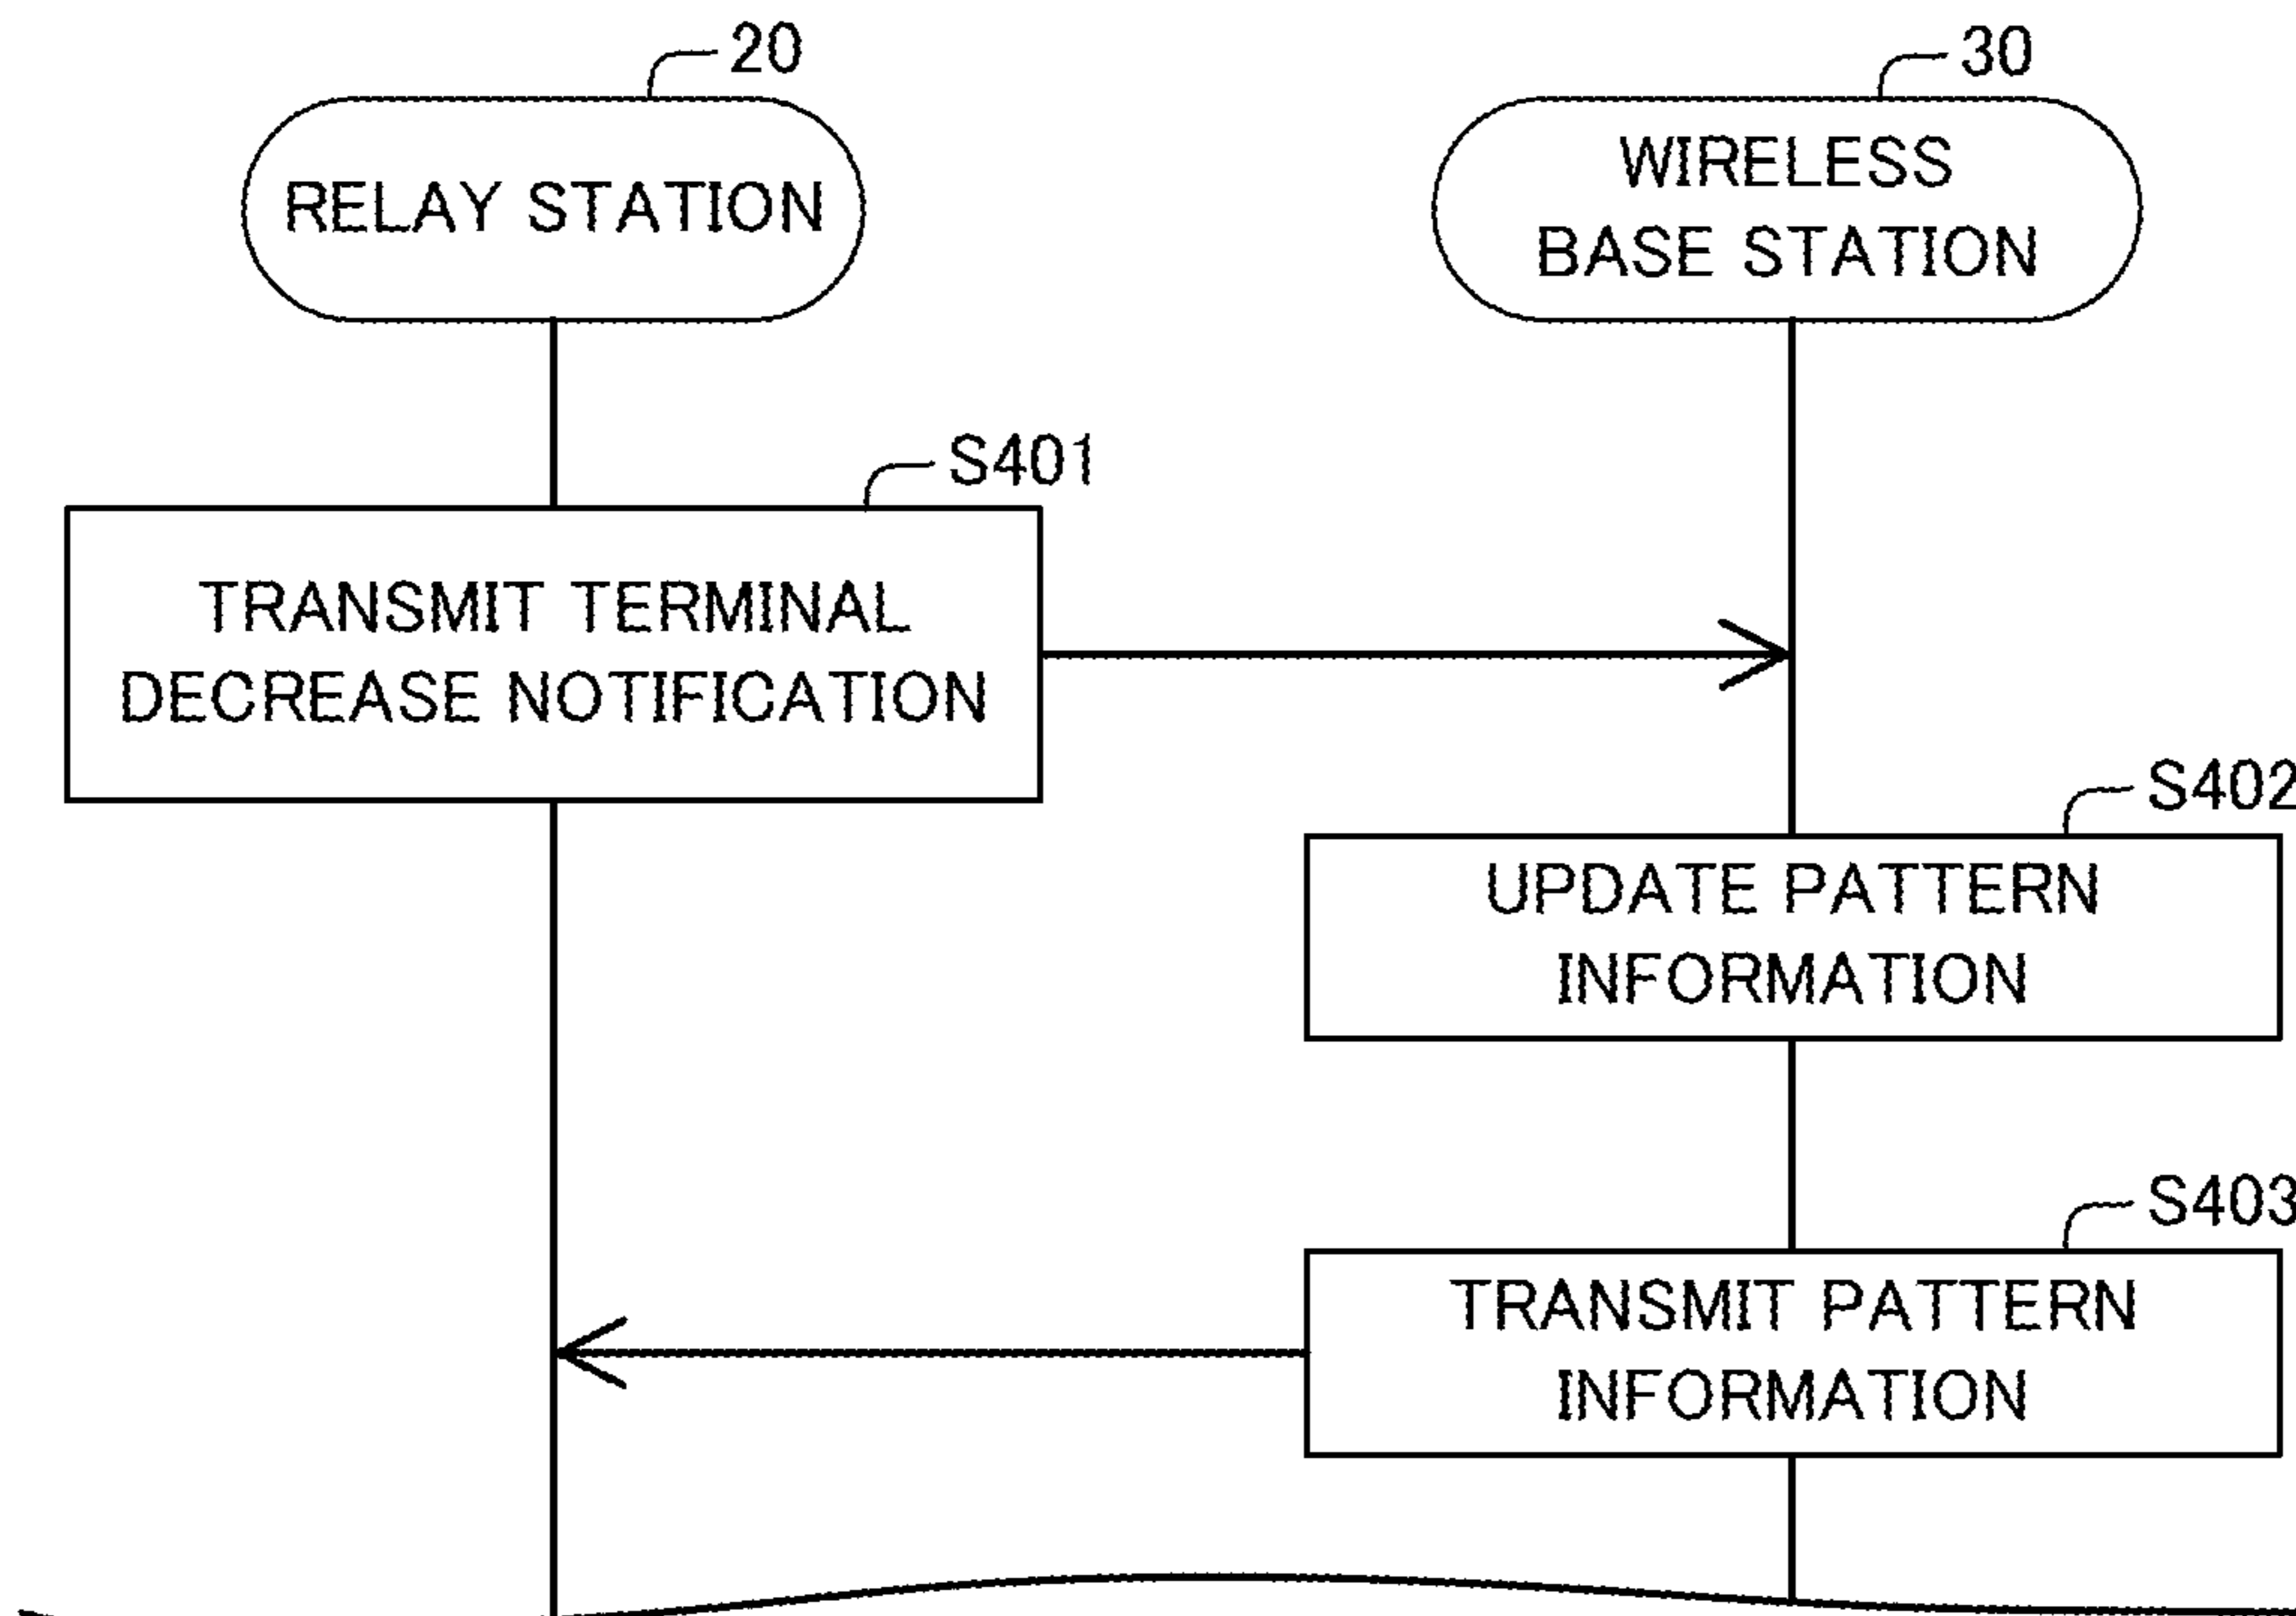 20
30
RELAY STATION
WIRELESS
BASE STATION
S401
TRANSMIT TERMINAL
DECREASE NOTIFICATION
S402
UPDATE PATTERN
INFORMATION
S403
TRANSMIT PATTERN
INFORMATION